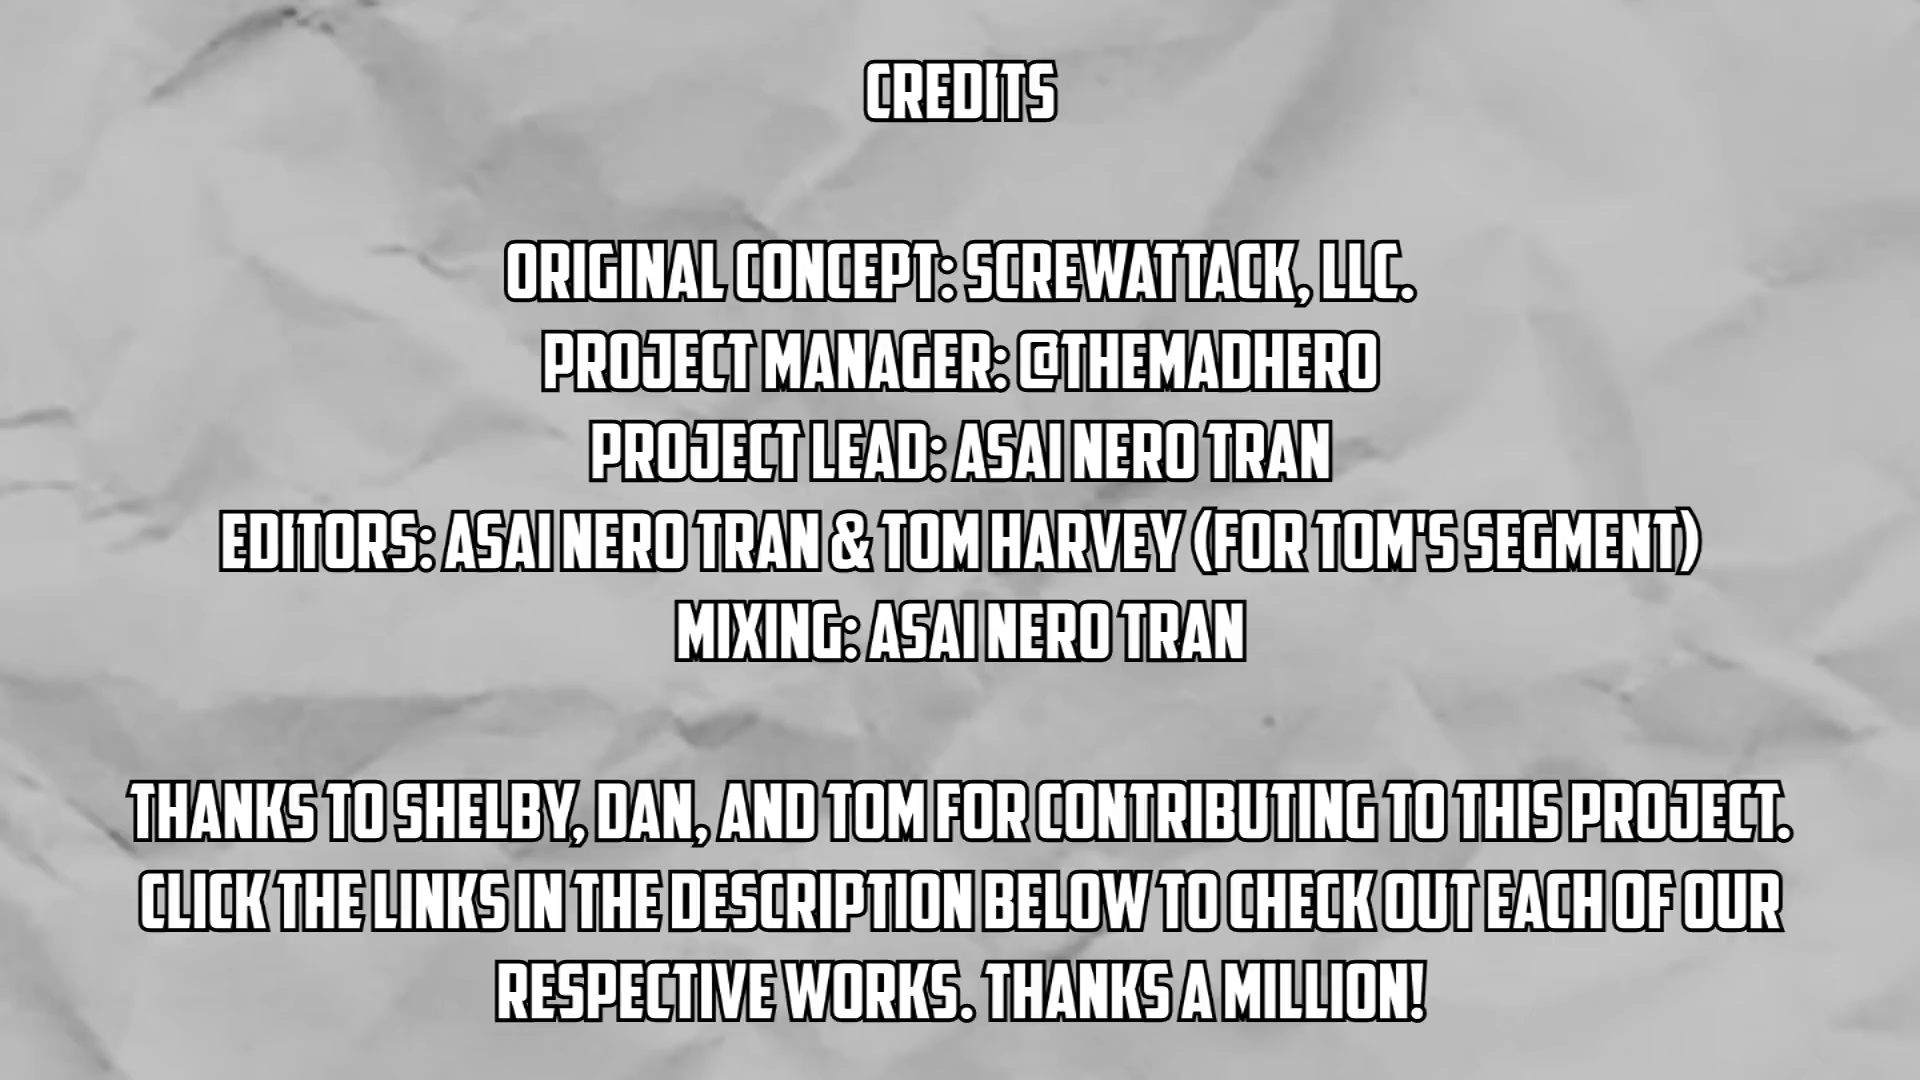 CREDITS
ORIGINAL CONCEPT: SCREWATTACK, LLC.
PROJECT MANAGER: @THEMADHERO
PROJECT LEAD: ASAI NERO TRAN
EDITORS: ASAI NERO TRAN & TOM HARVEY (FOR TOM'S SEGMENT)
MIXING: ASAI NERO TRAN
THANKS TO SHELBY, DAN, AND TOM FOR CONTRIBUTING TO THIS PROJECT.
CLICK THE LINKS IN THE DESCRIPTION BELOW TO CHECK OUT EACH OF OUR
RESPECTIVE WORKS. THANKS A MILLION!